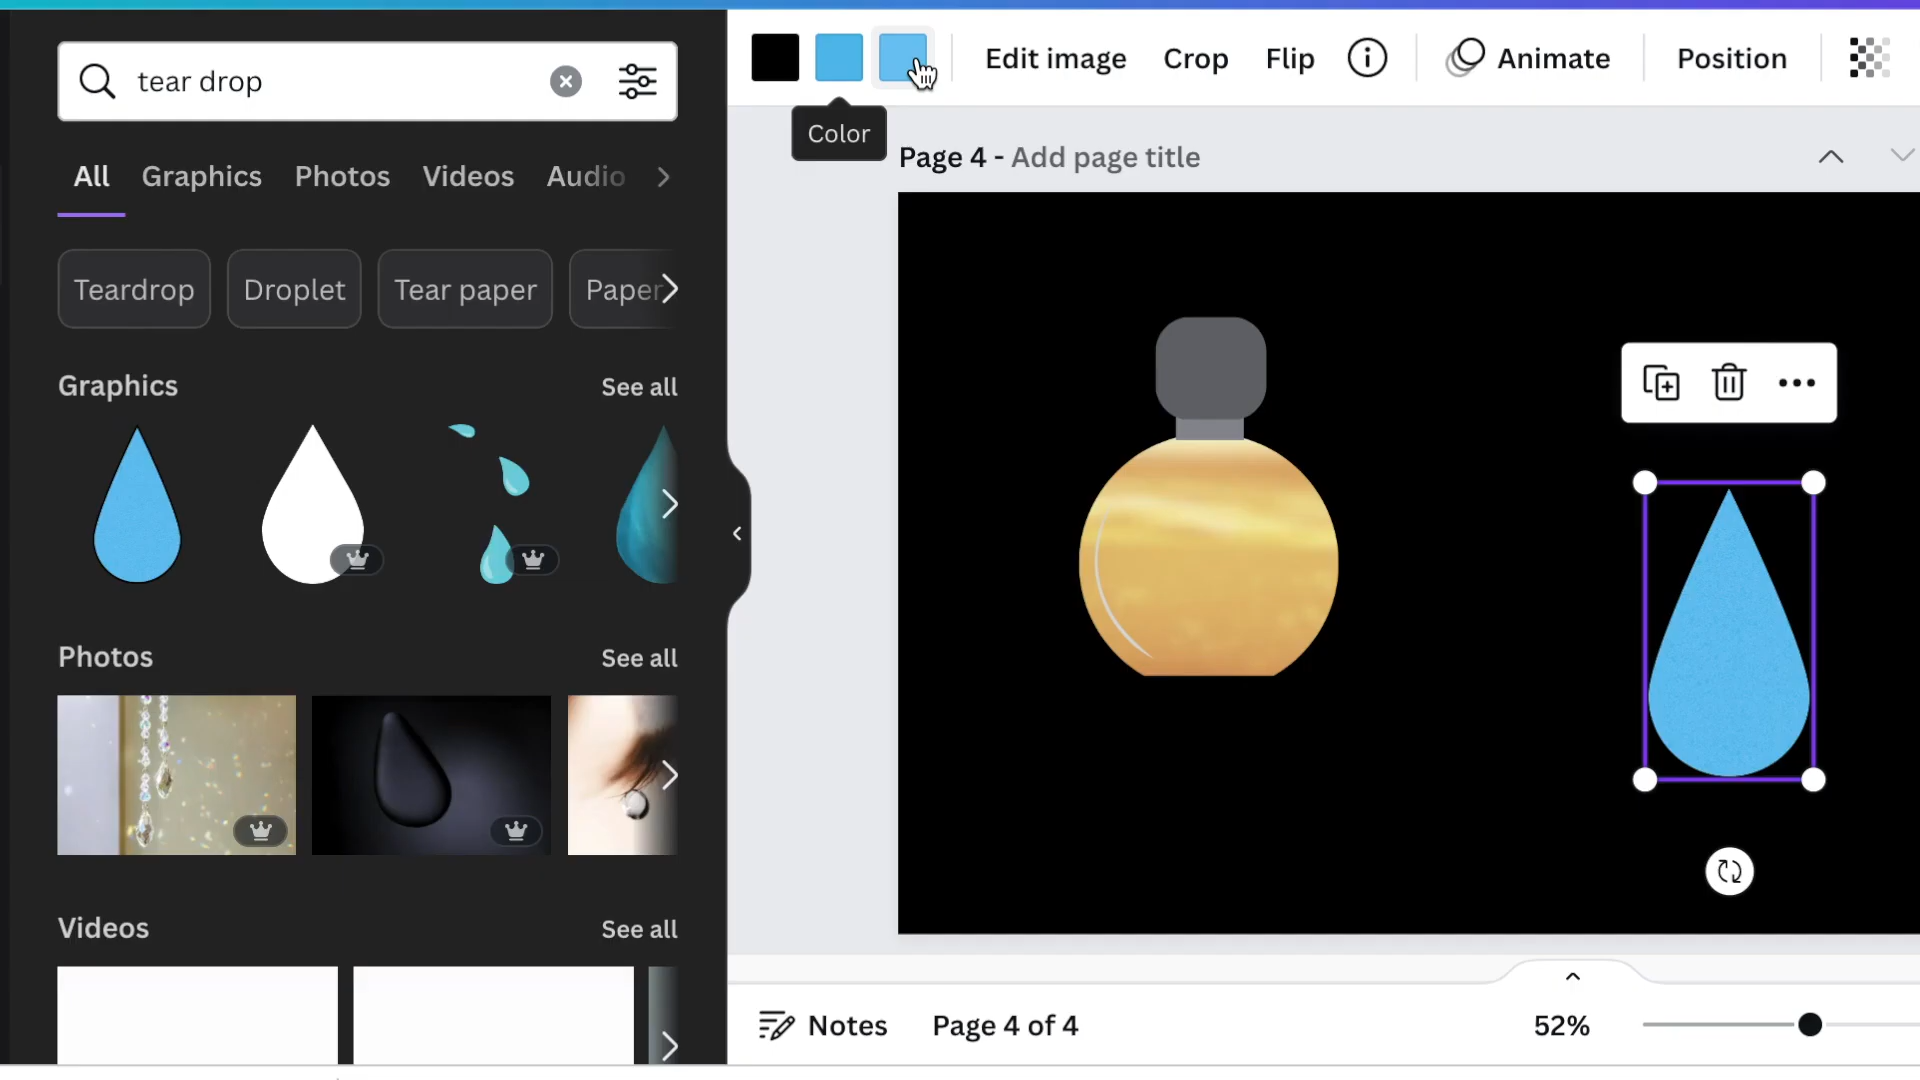 tear drop
Edit image Crop Flip Animate Position
Color
All Graphics Photos Videos Audio
Page 4 - Add page title
Teardrop Droplet Tear paper Paper
Graphics See all
Photos See all
Videos See all
Notes Page 4 of 4 52%